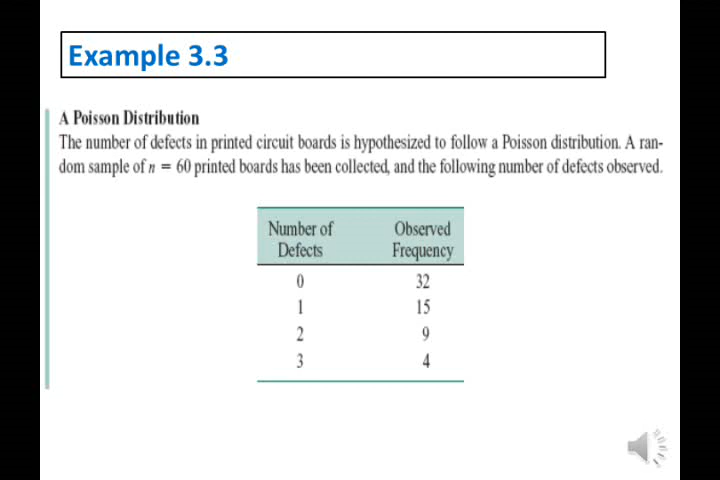 Example 3.3
A Poisson Distribution
The number of defects in printed circuit boards is hypothesized to follow a Poisson distribution. A ran-
dom sample of n = 60 printed boards has been collected, and the following number of defects observed.
Number of Defects Observed Frequency
0 32
1 15
2 9
3 4